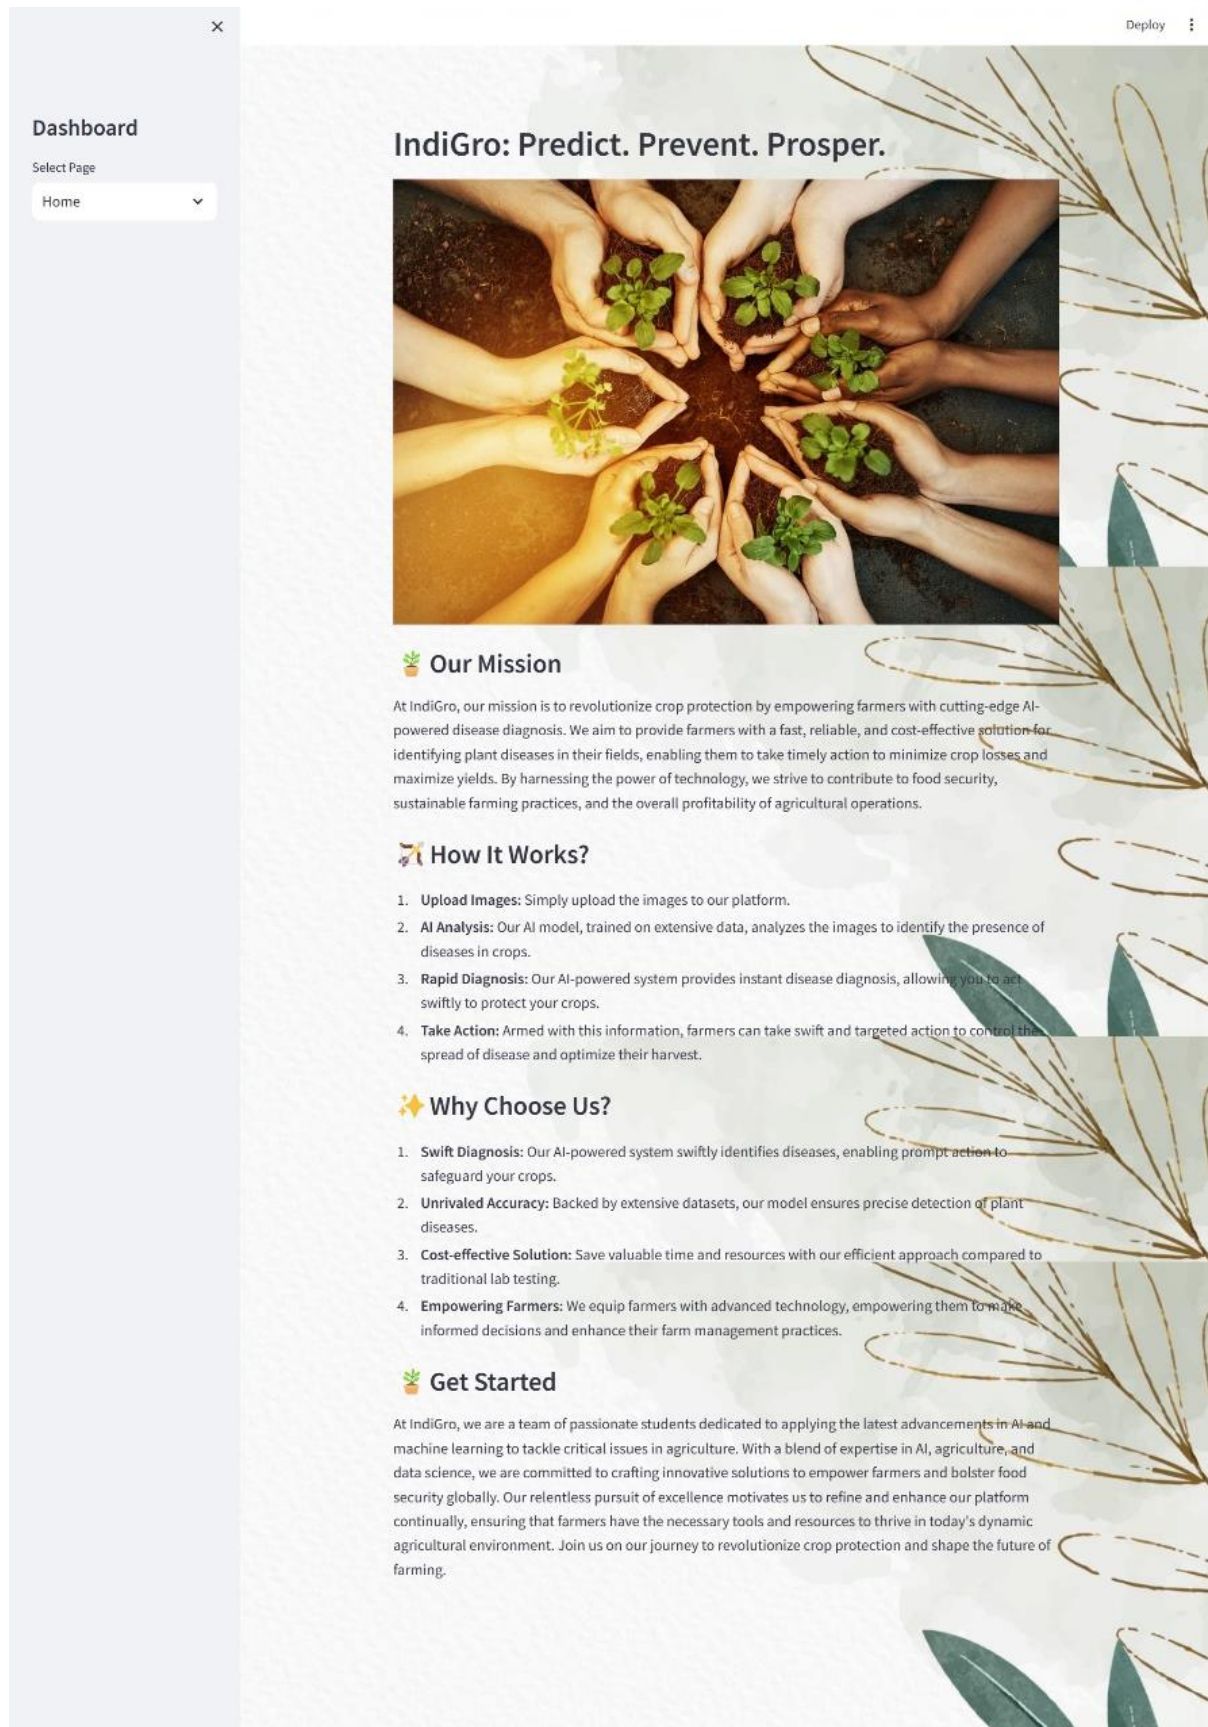 Deploy
Dashboard
Select Page
Home
IndiGro: Predict. Prevent. Prosper.
Our Mission
At IndiGro, our mission is to revolutionize crop protection by empowering farmers with cutting-edge AI-
powered disease diagnosis. We aim to provide farmers with a fast, reliable, and cost-effective solution for
identifying plant diseases in their fields, enabling them to take timely action to minimize crop losses and
maximize yields. By harnessing the power of technology, we strive to contribute to food security,
sustainable farming practices, and the overall profitability of agricultural operations.
How It Works?
1. Upload Images: Simply upload the images to our platform.
2. AI Analysis: Our AI model, trained on extensive data, analyzes the images to identify the presence of
diseases in crops.
3. Rapid Diagnosis: Our AI-powered system provides instant disease diagnosis, allowing you to act
swiftly to protect your crops.
4. Take Action: Armed with this information, farmers can take swift and targeted action to control the
spread of disease and optimize their harvest.
Why Choose Us?
1. Swift Diagnosis: Our AI-powered system swiftly identifies diseases, enabling prompt action to
safeguard your crops.
2. Unrivaled Accuracy: Backed by extensive datasets, our model ensures precise detection of plant
diseases.
3. Cost-effective Solution: Save valuable time and resources with our efficient approach compared to
traditional lab testing.
4. Empowering Farmers: We equip farmers with advanced technology, empowering them to make
informed decisions and enhance their farm management practices.
Get Started
At IndiGro, we are a team of passionate students dedicated to applying the latest advancements in AI and
machine learning to tackle critical issues in agriculture. With a blend of expertise in AI, agriculture, and
data science, we are committed to crafting innovative solutions to empower farmers and bolster food
security globally. Our relentless pursuit of excellence motivates us to refine and enhance our platform
continually, ensuring that farmers have the necessary tools and resources to thrive in today's dynamic
agricultural environment. Join us on our journey to revolutionize crop protection and shape the future of
farming.